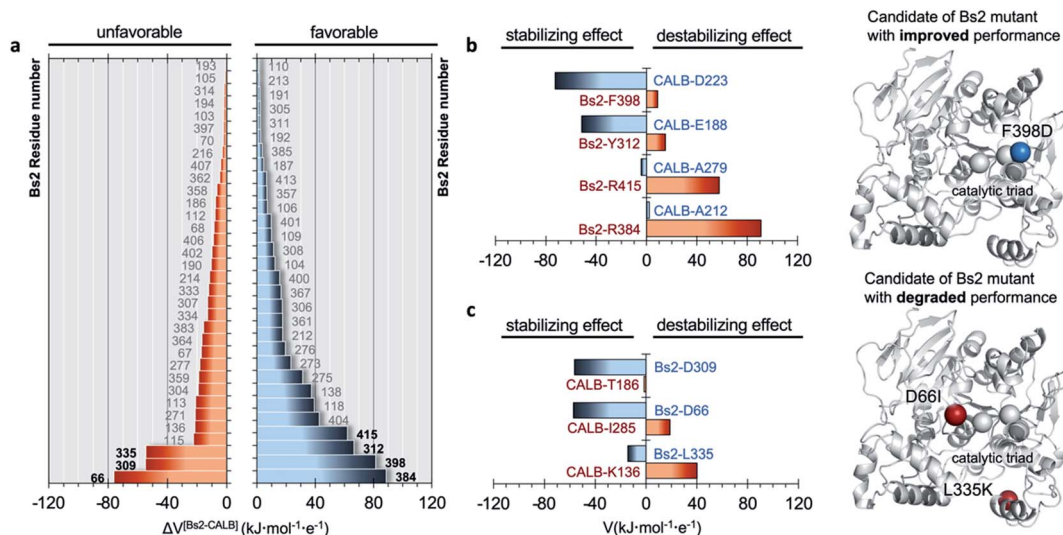 a
unfavorable
favorable
Bs2 Residue number
193
105
314
194
103
397
70
216
407
362
358
186
112
68
406
402
190
214
333
307
334
383
364
67
277
359
304
113
271
136
115
335
309
66
-120
-80
-40
0
Bs2 Residue number
110
213
191
305
311
192
385
187
413
357
106
401
109
308
104
400
367
306
361
212
276
273
275
138
118
404
415
312
398
384
0
40
80
120
ΔV[Bs2-CALB] (kJ·mol-1·e-1)
b
stabilizing effect
destabilizing effect
CALB-D223
Bs2-F398
CALB-E188
Bs2-Y312
CALB-A279
Bs2-R415
CALB-A212
Bs2-R384
-120
-80
-40
0
40
80
120
c
stabilizing effect
destabilizing effect
Bs2-D309
CALB-T186
Bs2-D66
CALB-I285
Bs2-L335
CALB-K136
-120
-80
-40
0
40
80
120
V(kJ·mol-1·e-1)
Candidate of Bs2 mutant
with improved performance
F398D
catalytic triad
Candidate of Bs2 mutant
with degraded performance
D66I
catalytic triad
L335K